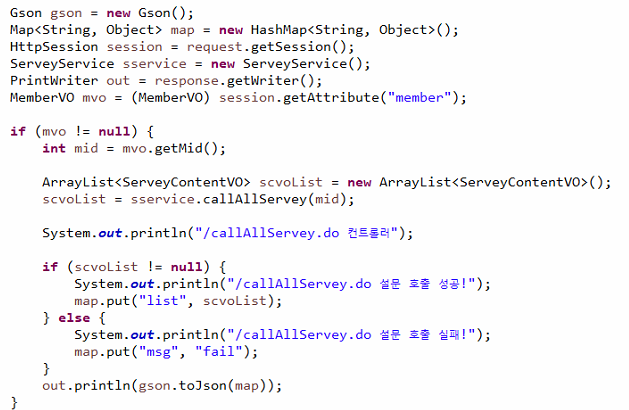 Gson gson = new Gson();
Map<String, Object> map = new HashMap<String, Object>();
HttpSession session = request.getSession();
ServeyService sservice = new ServeyService();
PrintWriter out = response.getWriter();
MemberVO mvo = (MemberVO) session.getAttribute("member");

if (mvo != null) {
    int mid = mvo.getMid();

    ArrayList<ServeyContentVO> scvoList = new ArrayList<ServeyContentVO>();
    scvoList = sservice.callAllServey(mid);

    System.out.println("/callAllServey.do 컨트롤러");

    if (scvoList != null) {
        System.out.println("/callAllServey.do 설문 호출 성공!");
        map.put("list", scvoList);
    } else {
        System.out.println("/callAllServey.do 설문 호출 실패!");
        map.put("msg", "fail");
    }
    out.println(gson.toJson(map));
}